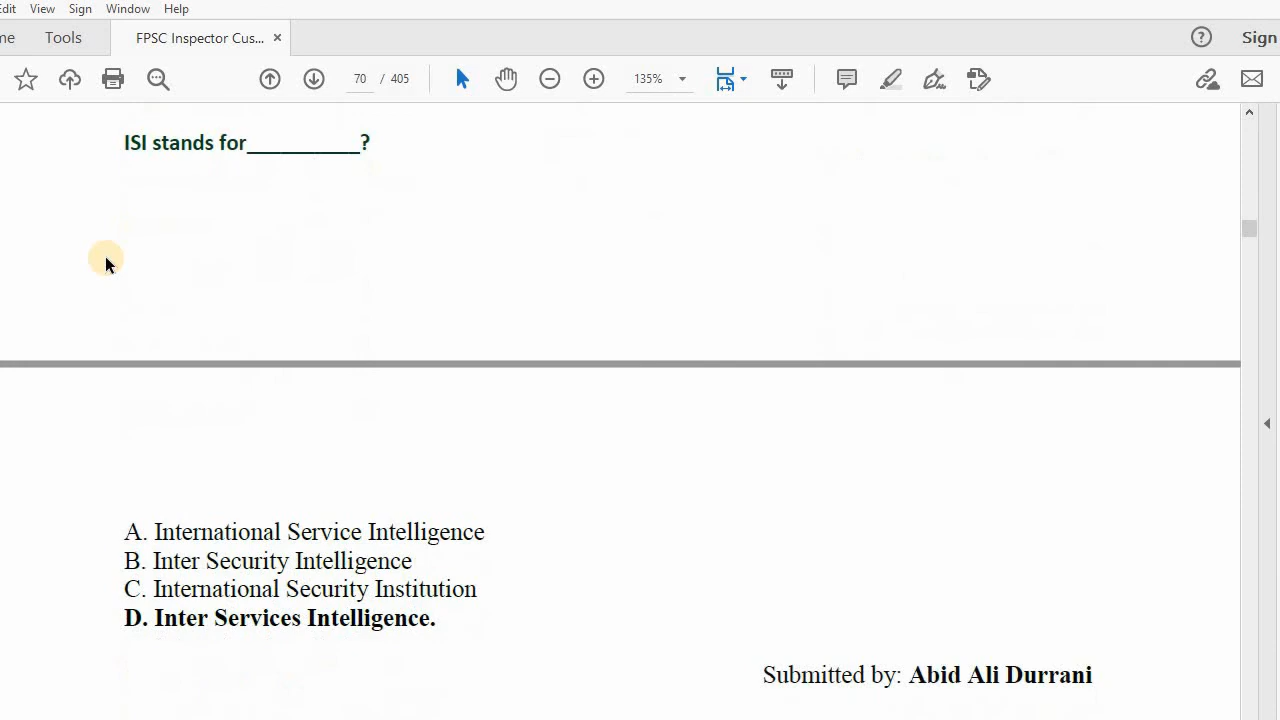 Edit View Sign Window Help
me Tools FPSC Inspector Cus... × ? Sign
70 / 405 135%
ISI stands for__________?
A. International Service Intelligence
B. Inter Security Intelligence
C. International Security Institution
D. Inter Services Intelligence.
Submitted by: Abid Ali Durrani